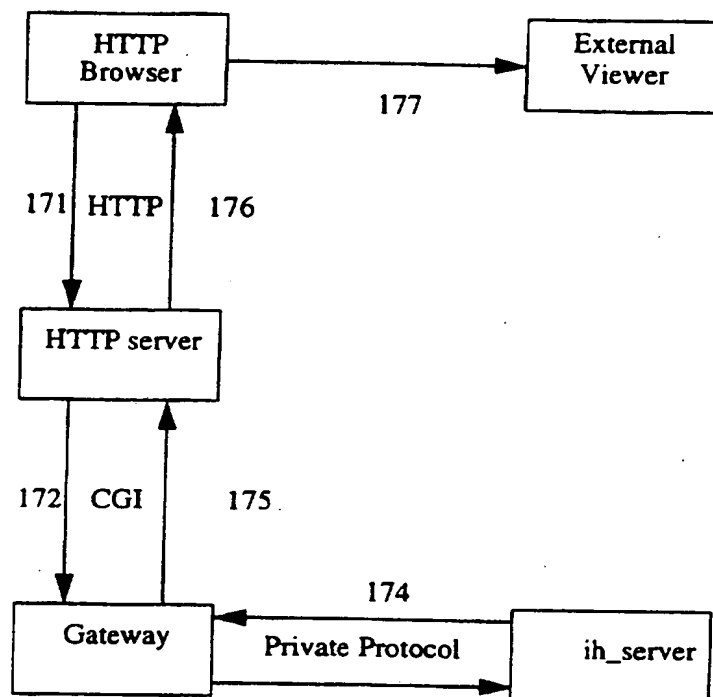 HTTP
Browser
External
Viewer
177
171 HTTP 176
HTTP server
172 CGI 175
174
Gateway
Private Protocol
ih_server